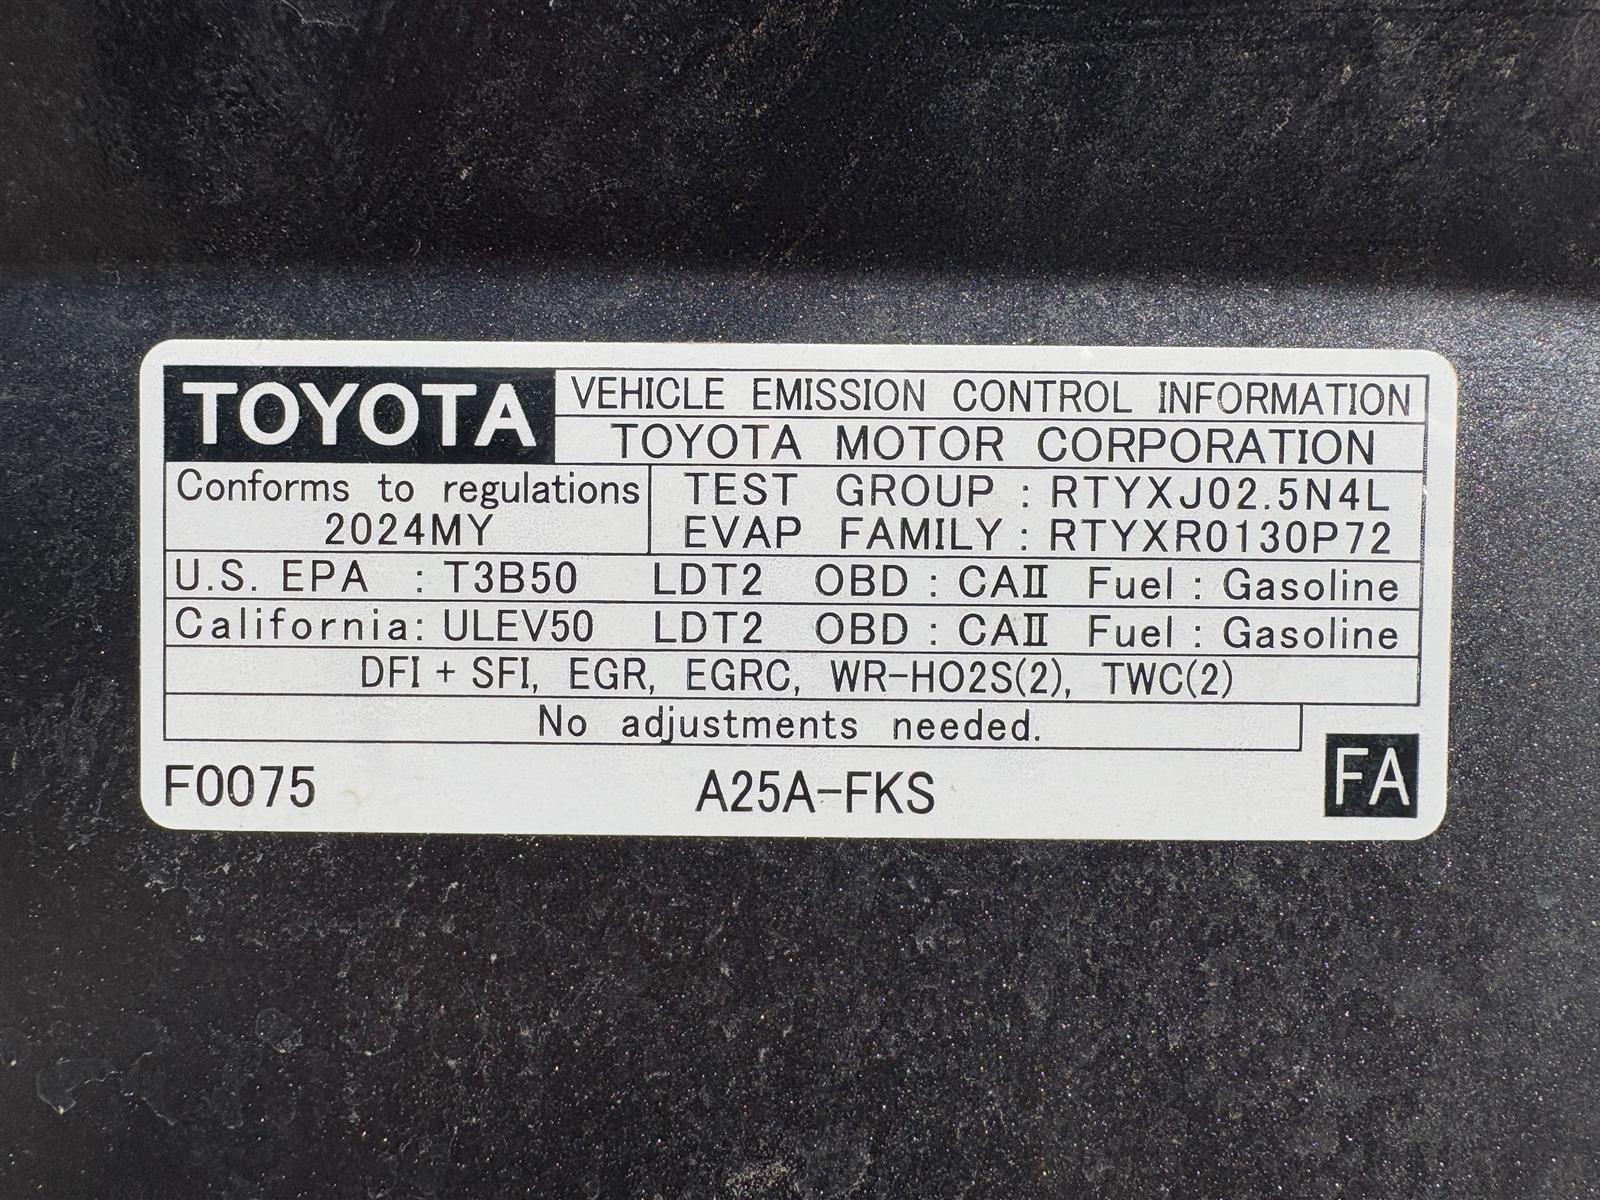 TOYOTA
VEHICLE EMISSION CONTROL INFORMATION
TOYOTA MOTOR CORPORATION
Conforms to regulations
2024MY
TEST GROUP : RTYXJ02.5N4L
EVAP FAMILY : RTYXR0130P72
U.S. EPA : T3B50 LDT2 OBD : CAⅡ Fuel : Gasoline
California: ULEV50 LDT2 OBD : CAⅡ Fuel : Gasoline
DFI + SFI, EGR, EGRC, WR-HO2S(2), TWC(2)
No adjustments needed.
F0075
A25A-FKS
FA